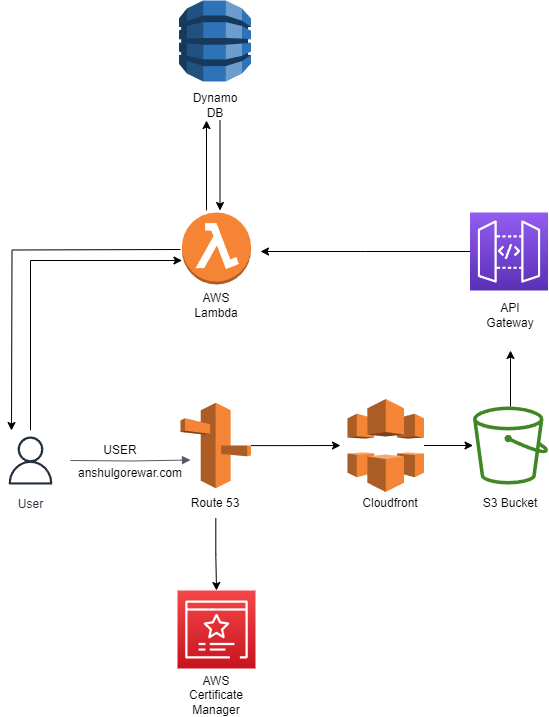 Dynamo
DB
AWS
Lambda
API
Gateway
USER
anshulgorewar.com
User
Route 53
Cloudfront
S3 Bucket
AWS
Certificate
Manager